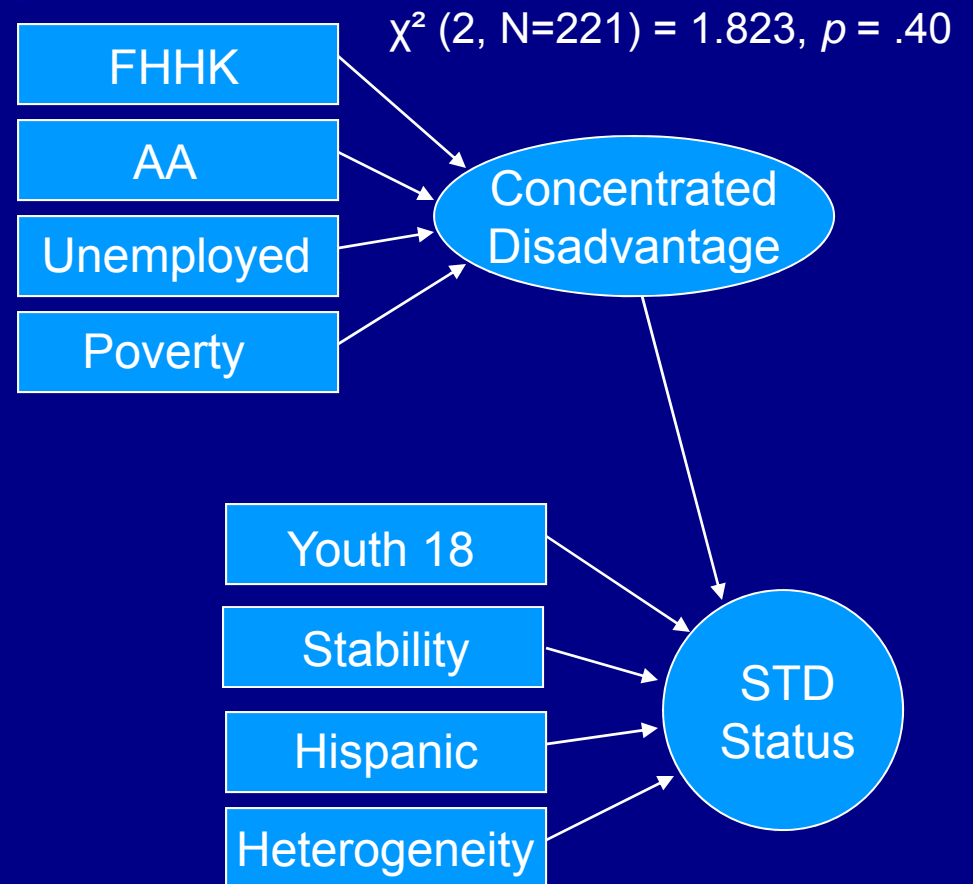 χ² (2, N=221) = 1.823, p = .40
FHHK
AA
Unemployed
Poverty
Concentrated
Disadvantage
Youth 18
Stability
Hispanic
Heterogeneity
STD
Status